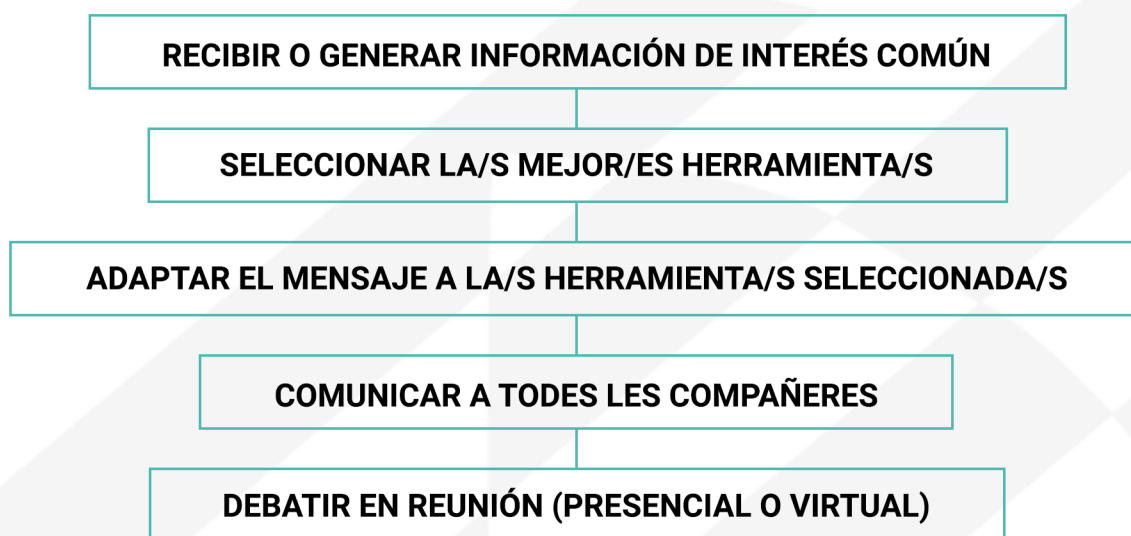 RECIBIR O GENERAR INFORMACIÓN DE INTERÉS COMÚN
SELECCIONAR LA/S MEJOR/ES HERRAMIENTA/S
ADAPTAR EL MENSAJE A LA/S HERRAMIENTA/S SELECCIONADA/S
COMUNICAR A TODES LES COMPAÑERES
DEBATIR EN REUNIÓN (PRESENCIAL O VIRTUAL)